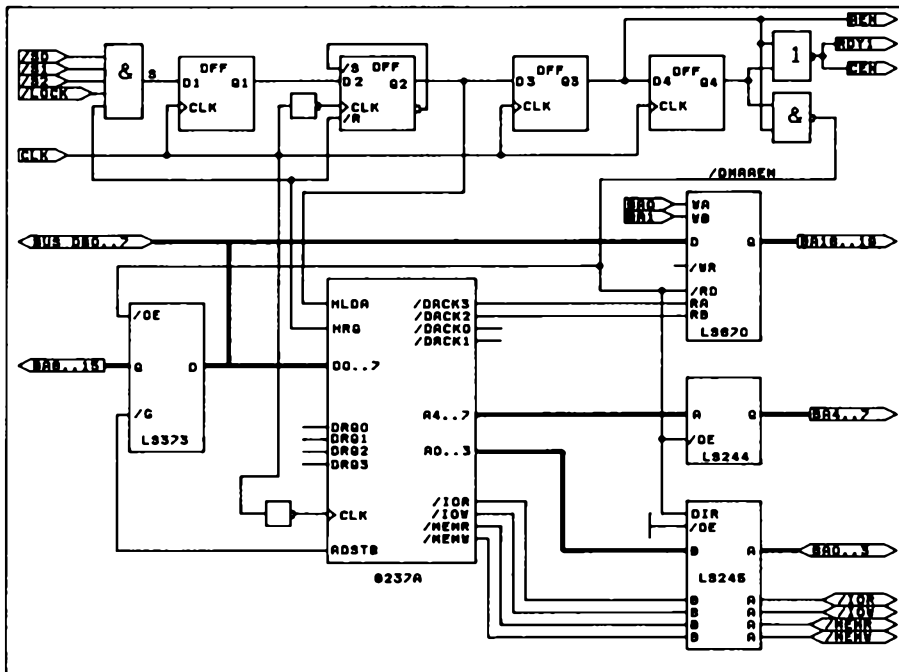 /S0
/S1
/S2
/LOCK
&
S
DFF
D1 Q1
CLK
DFF
/S
D2 Q2
CLK
/R
DFF
D3 Q3
CLK
DFF
D4 Q4
CLK
1
&
AEN
RDY1
CEN
CLK
/DMAAEN
BA0
BA1
WA
WB
D Q
/WR
/RD
RA
RB
LS670
BUS DB0..7
BA16..19
/OE
Q D
/G
LS373
BA8..15
HLDA
HRQ
D0..7
DRQ0
DRQ1
DRQ2
DRQ3
CLK
ADSTB
/DACK3
/DACK2
/DACK0
/DACK1
A4..7
A0..3
/IOR
/IOW
/MEMR
/MEMW
8237A
A Q
/OE
LS244
BA4..7
DIR
/OE
B A
LS245
B A
B A
B A
B A
BA0..3
/IOR
/IOW
/MEMR
/MEMW